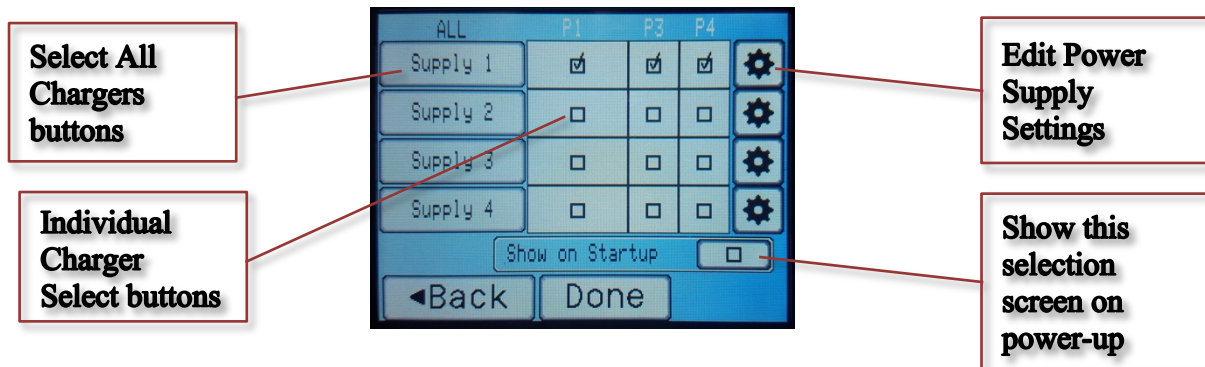 Select All
Chargers
buttons
Individual
Charger
Select buttons
ALL P1 P3 P4
Supply 1
Supply 2
Supply 3
Supply 4
Show on Startup
◄Back Done
Edit Power
Supply
Settings
Show this
selection
screen on
power-up